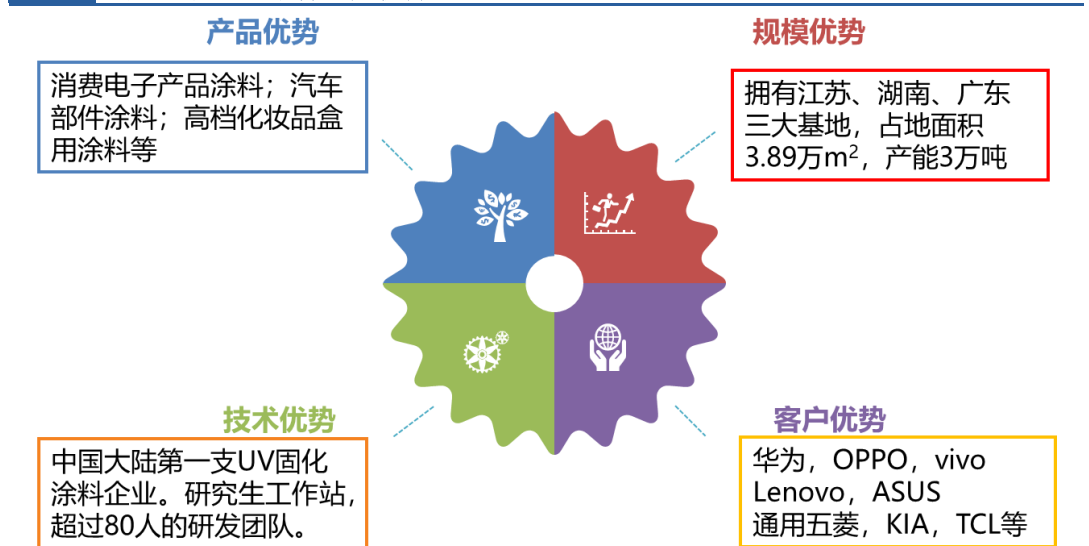 产品优势
消费电子产品涂料；汽车
部件涂料；高档化妆品盒
用涂料等
规模优势
拥有江苏、湖南、广东
三大基地，占地面积
3.89万m²，产能3万吨
技术优势
中国大陆第一支UV固化
涂料企业。研究生工作站，
超过80人的研发团队。
客户优势
华为，OPPO，vivo
Lenovo，ASUS
通用五菱，KIA，TCL等